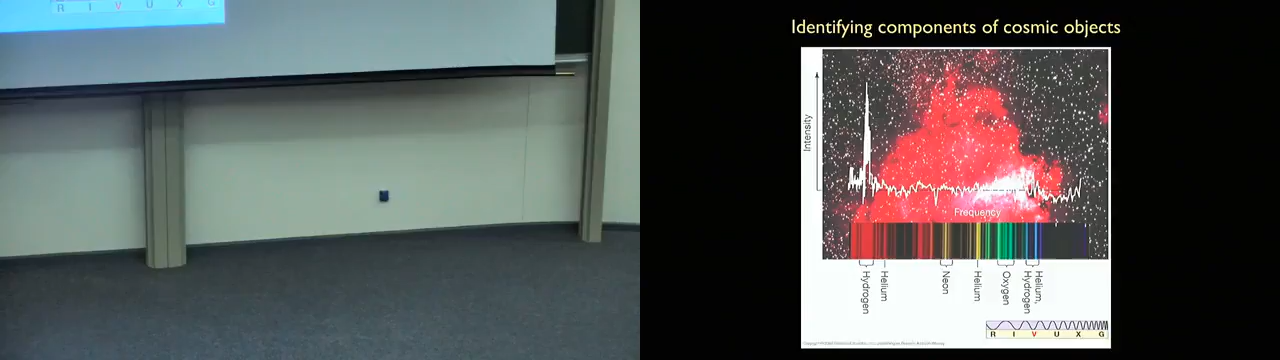 R I V U X G
Identifying components of cosmic objects
Intensity
Frequency
Hydrogen
Helium
Neon
Helium
Oxygen
Hydrogen
Helium,
R I V U X G